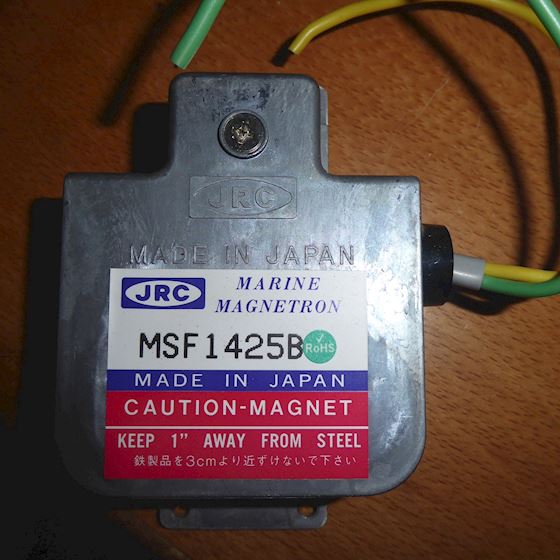 JRC
MADE IN JAPAN
JRC MARINE
MAGNETRON
MSF1425B RoHS
MADE IN JAPAN
CAUTION-MAGNET
KEEP 1" AWAY FROM STEEL
鉄製品を3cmより近ずけないで下さい